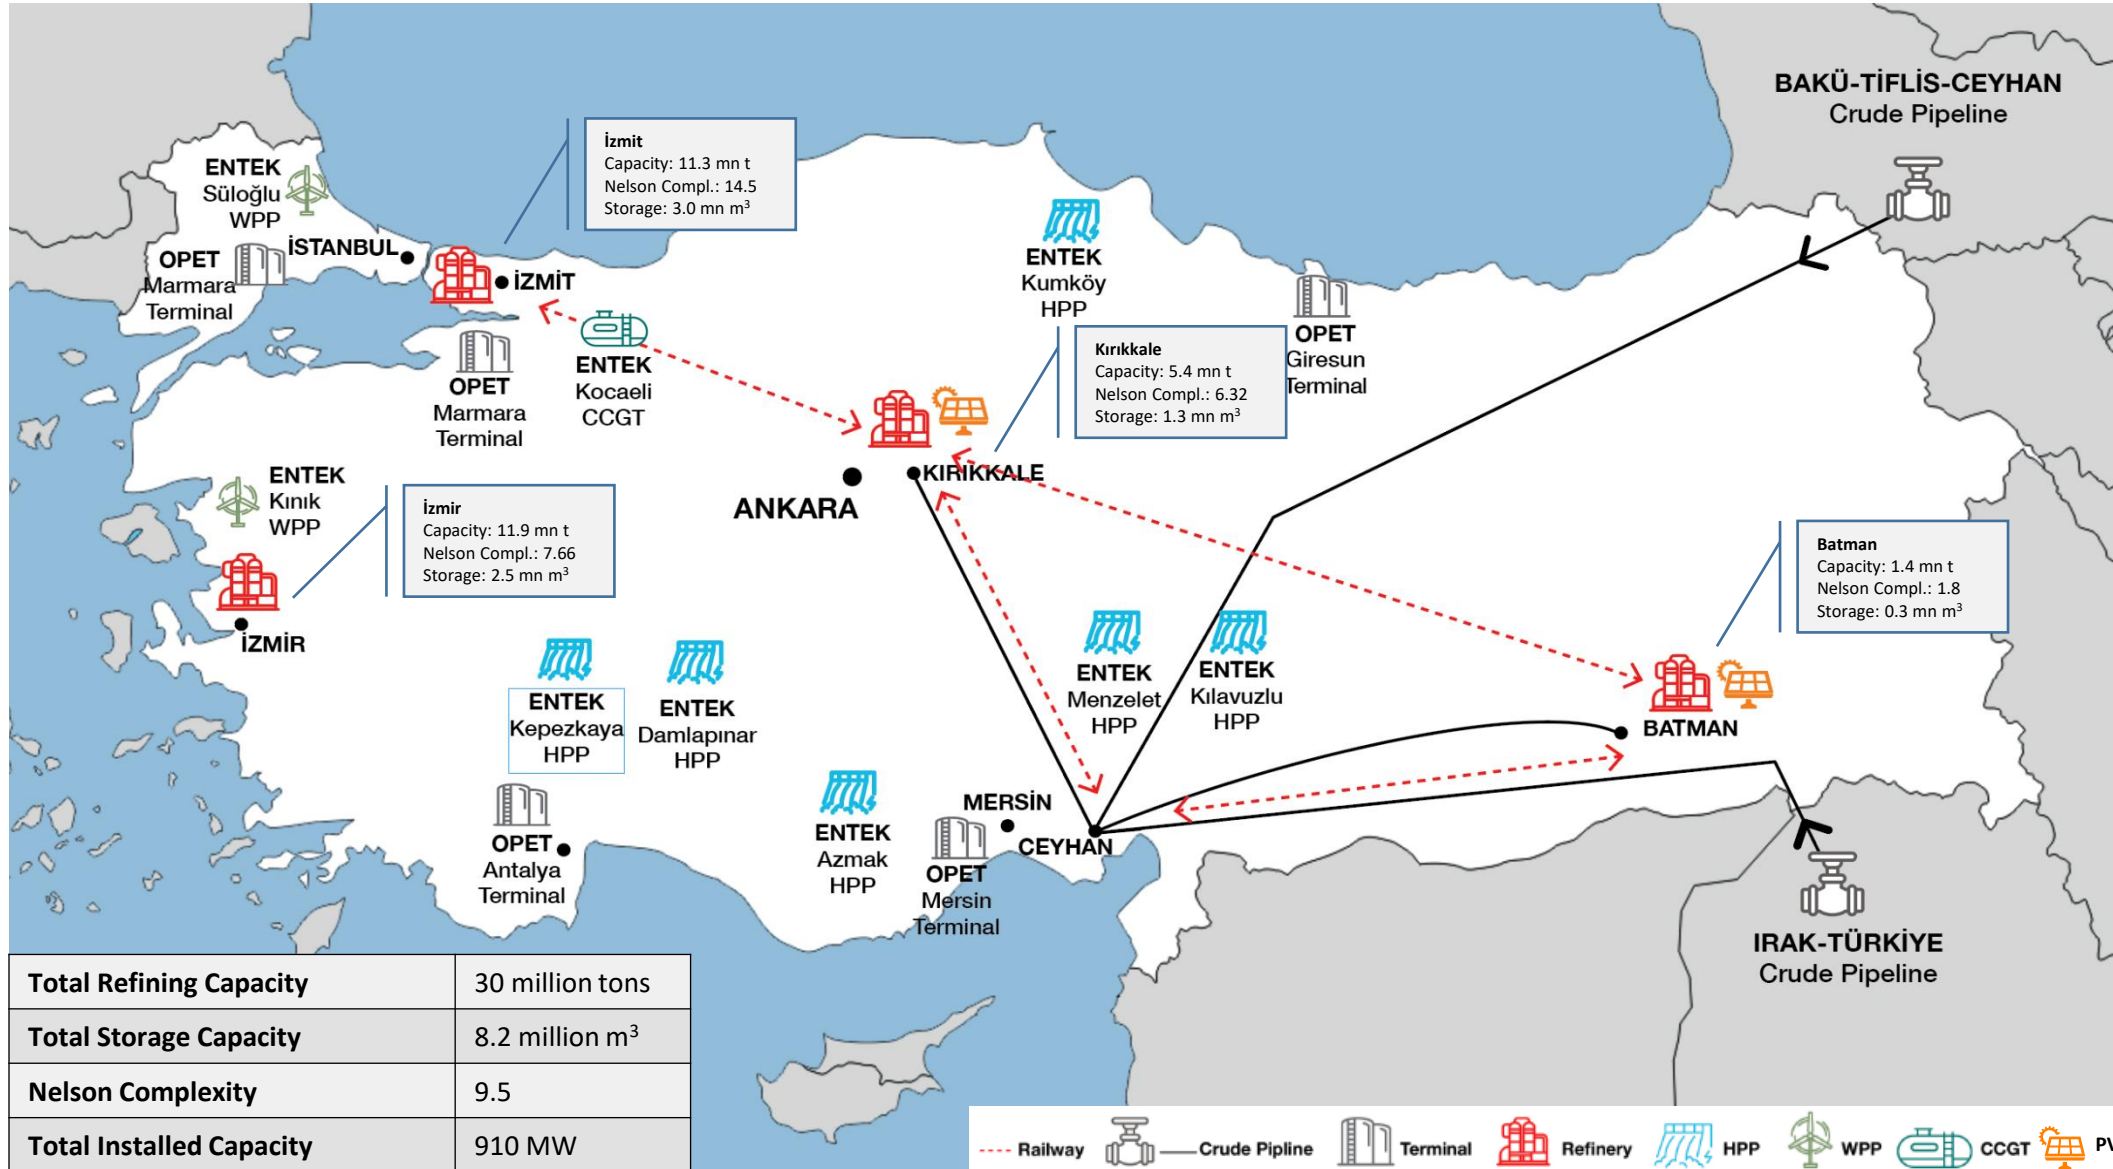 BAKÜ-TİFLİS-CEYHAN
Crude Pipeline
İzmit
Capacity: 11.3 mn t
Nelson Compl.: 14.5
Storage: 3.0 mn m³
ENTEK
Süloğlu
WPP
İSTANBUL
OPET
Marmara
Terminal
İZMİT
ENTEK
Kumköy
HPP
OPET
Giresun
Terminal
OPET
Marmara
Terminal
ENTEK
Kocaeli
CCGT
Kırıkkale
Capacity: 5.4 mn t
Nelson Compl.: 6.32
Storage: 1.3 mn m³
KIRIKKALE
ANKARA
ENTEK
Kınık
WPP
İzmir
Capacity: 11.9 mn t
Nelson Compl.: 7.66
Storage: 2.5 mn m³
İZMİR
Batman
Capacity: 1.4 mn t
Nelson Compl.: 1.8
Storage: 0.3 mn m³
BATMAN
ENTEK
Kepezkaya
HPP
ENTEK
Damlapınar
HPP
ENTEK
Menzelet
HPP
ENTEK
Kılavuzlu
HPP
OPET
Antalya
Terminal
ENTEK
Azmak
HPP
MERSİN
CEYHAN
OPET
Mersin
Terminal
IRAK-TÜRKİYE
Crude Pipeline
Total Refining Capacity 30 million tons
Total Storage Capacity 8.2 million m³
Nelson Complexity 9.5
Total Installed Capacity 910 MW
Railway Crude Pipline Terminal Refinery HPP WPP CCGT PV